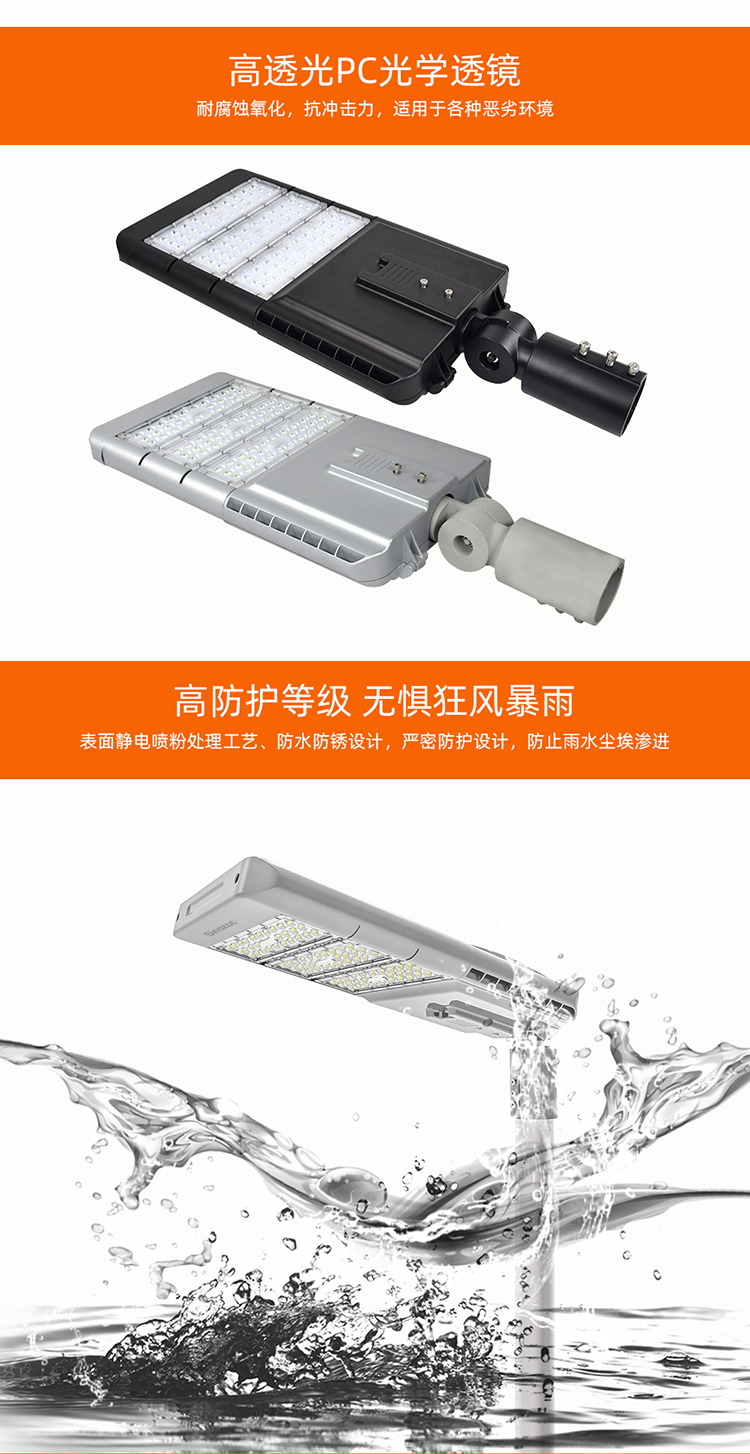 高透光PC光学透镜
耐腐蚀氧化，抗冲击力，适用于各种恶劣环境
高防护等级 无惧狂风暴雨
表面静电喷粉处理工艺、防水防锈设计，严密防护设计，防止雨水尘埃渗进